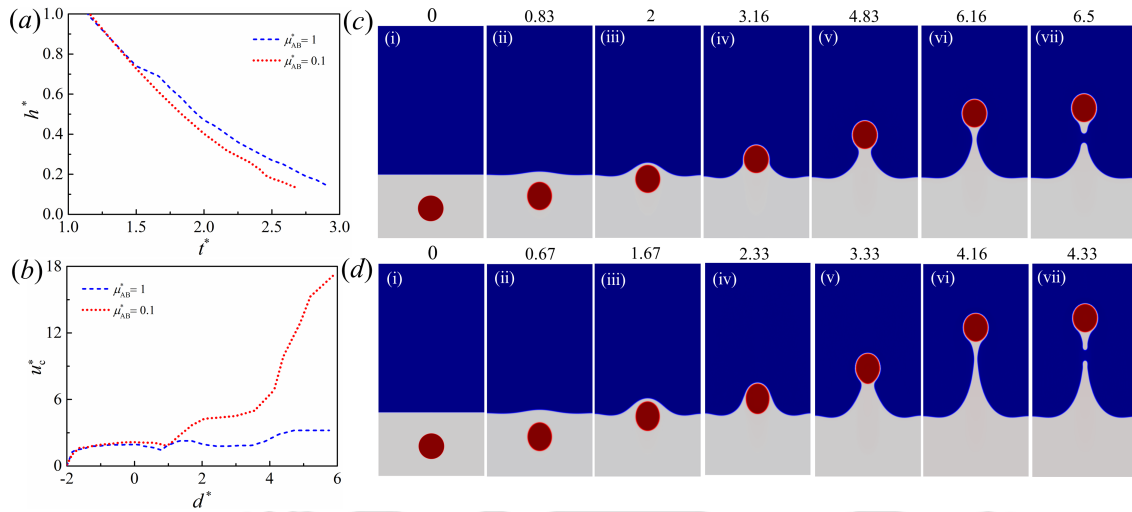 (a)
1.0
0.8
0.6
0.4
0.2
0.0
h*
μ*AB = 1
μ*AB = 0.1
1.0 1.5 2.0 2.5 3.0
t*
(b)
18
12
6
0
u*c
μ*AB = 1
μ*AB = 0.1
-2 0 2 4 6
d*
(c)
0 0.83 2 3.16 4.83 6.16 6.5
(i) (ii) (iii) (iv) (v) (vi) (vii)
(d)
0 0.67 1.67 2.33 3.33 4.16 4.33
(i) (ii) (iii) (iv) (v) (vi) (vii)